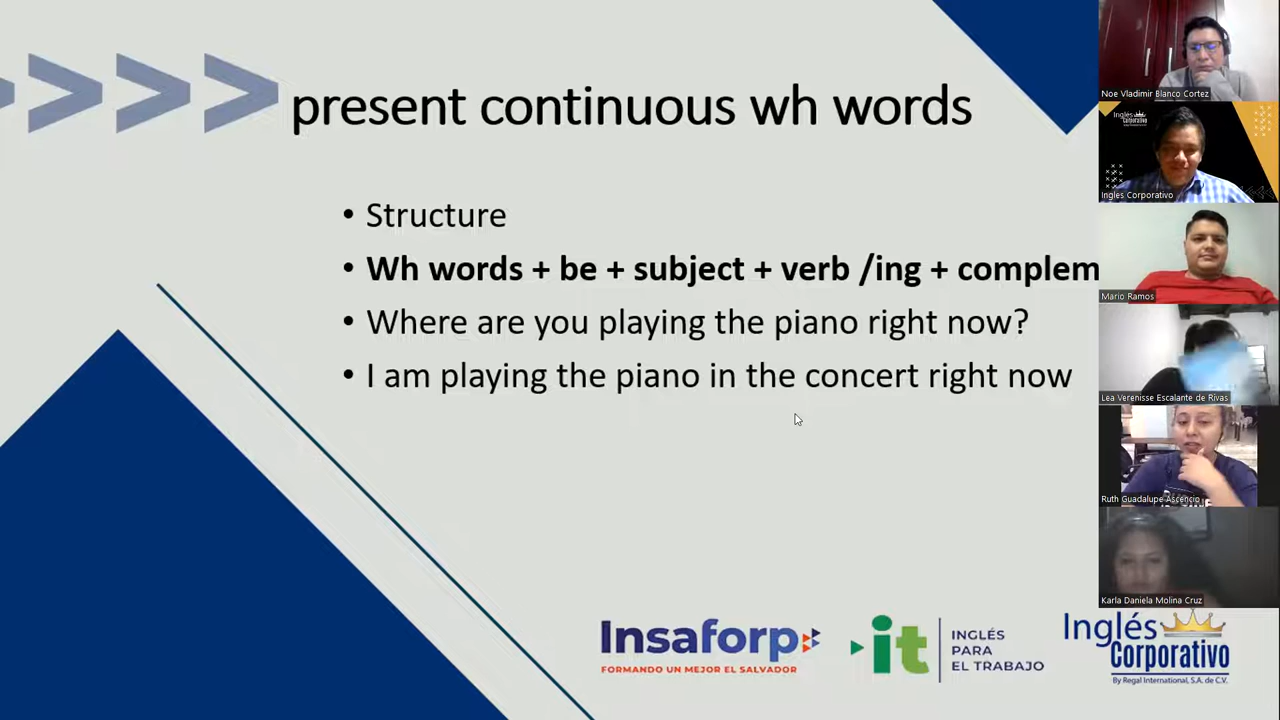 present continuous wh words
Structure
Wh words + be + subject + verb /ing + complem
Where are you playing the piano right now?
I am playing the piano in the concert right now
Insaforp
FORMANDO UN MEJOR EL SALVADOR
it
INGLÉS
PARA
EL TRABAJO
Inglés
Corporativo
By Regal International, S.A. de C.V.
Noe Vladimir Blanco Cortez
Inglés
Corporativo
Ingles Corporativo
Mario Ramos
Lea Verenisse Escalante de Rivas
Ruth Guadalupe Ascencio
Karla Daniela Molina Cruz